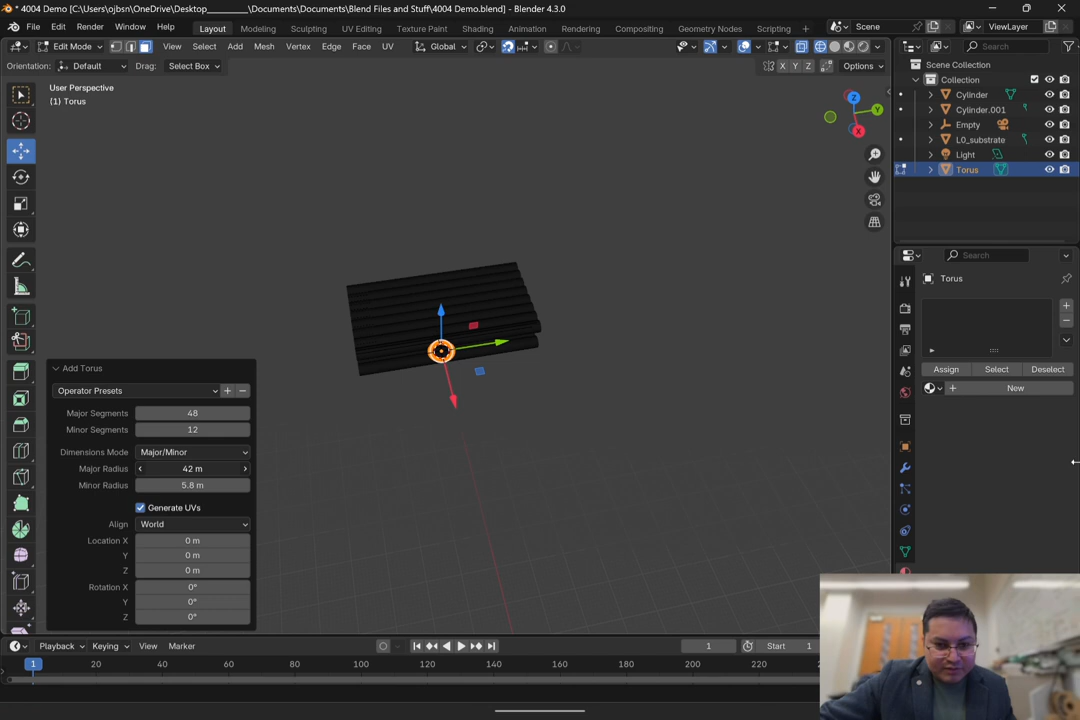 * 4004 Demo [C:\Users\ojbsn\OneDrive\Desktop_________\Documents\Documents\Blend Files and Stuff\4004 Demo.blend] - Blender 4.3.0
File Edit Render Window Help Layout Modeling Sculpting UV Editing Texture Paint Shading Animation Rendering Compositing Geometry Nodes Scripting Scene ViewLayer
Edit Mode View Select Add Mesh Vertex Edge Face UV Global Search
Orientation: Default Drag: Select Box X Y Z Options
Scene Collection
Collection
User Perspective
(1) Torus
Z
Y
X
Cylinder
Cylinder.001
Empty
L0_substrate
Light
Torus
Search
Torus
Assign Select Deselect
New
Add Torus
Operator Presets
Major Segments 48
Minor Segments 12
Dimensions Mode Major/Minor
Major Radius 42 m
Minor Radius 5.8 m
Generate UVs
Align World
Location X 0 m
Y 0 m
Z 0 m
Rotation X 0°
Y 0°
Z 0°
Playback Keying View Marker 1 Start 1
1 20 40 60 80 100 120 140 160 180 200 220